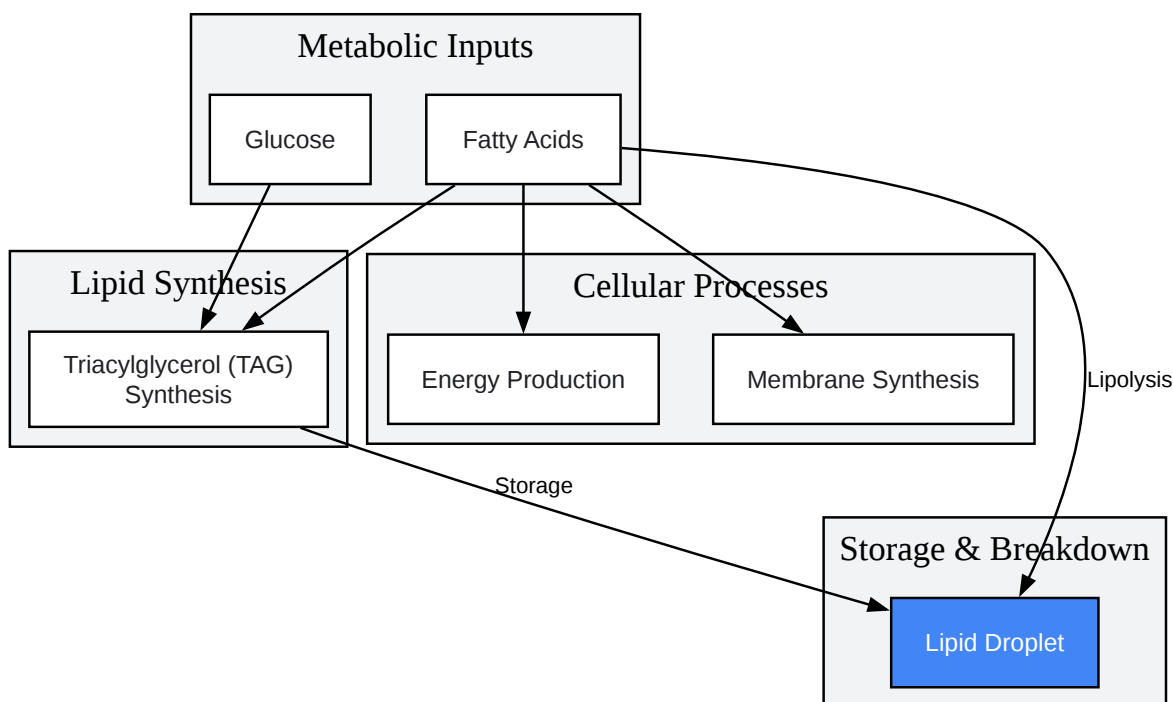 Metabolic Inputs
Glucose
Fatty Acids
Lipid Synthesis
Cellular Processes
Triacylglycerol (TAG)
Synthesis
Energy Production
Membrane Synthesis
Lipolysis
Storage
Storage & Breakdown
Lipid Droplet